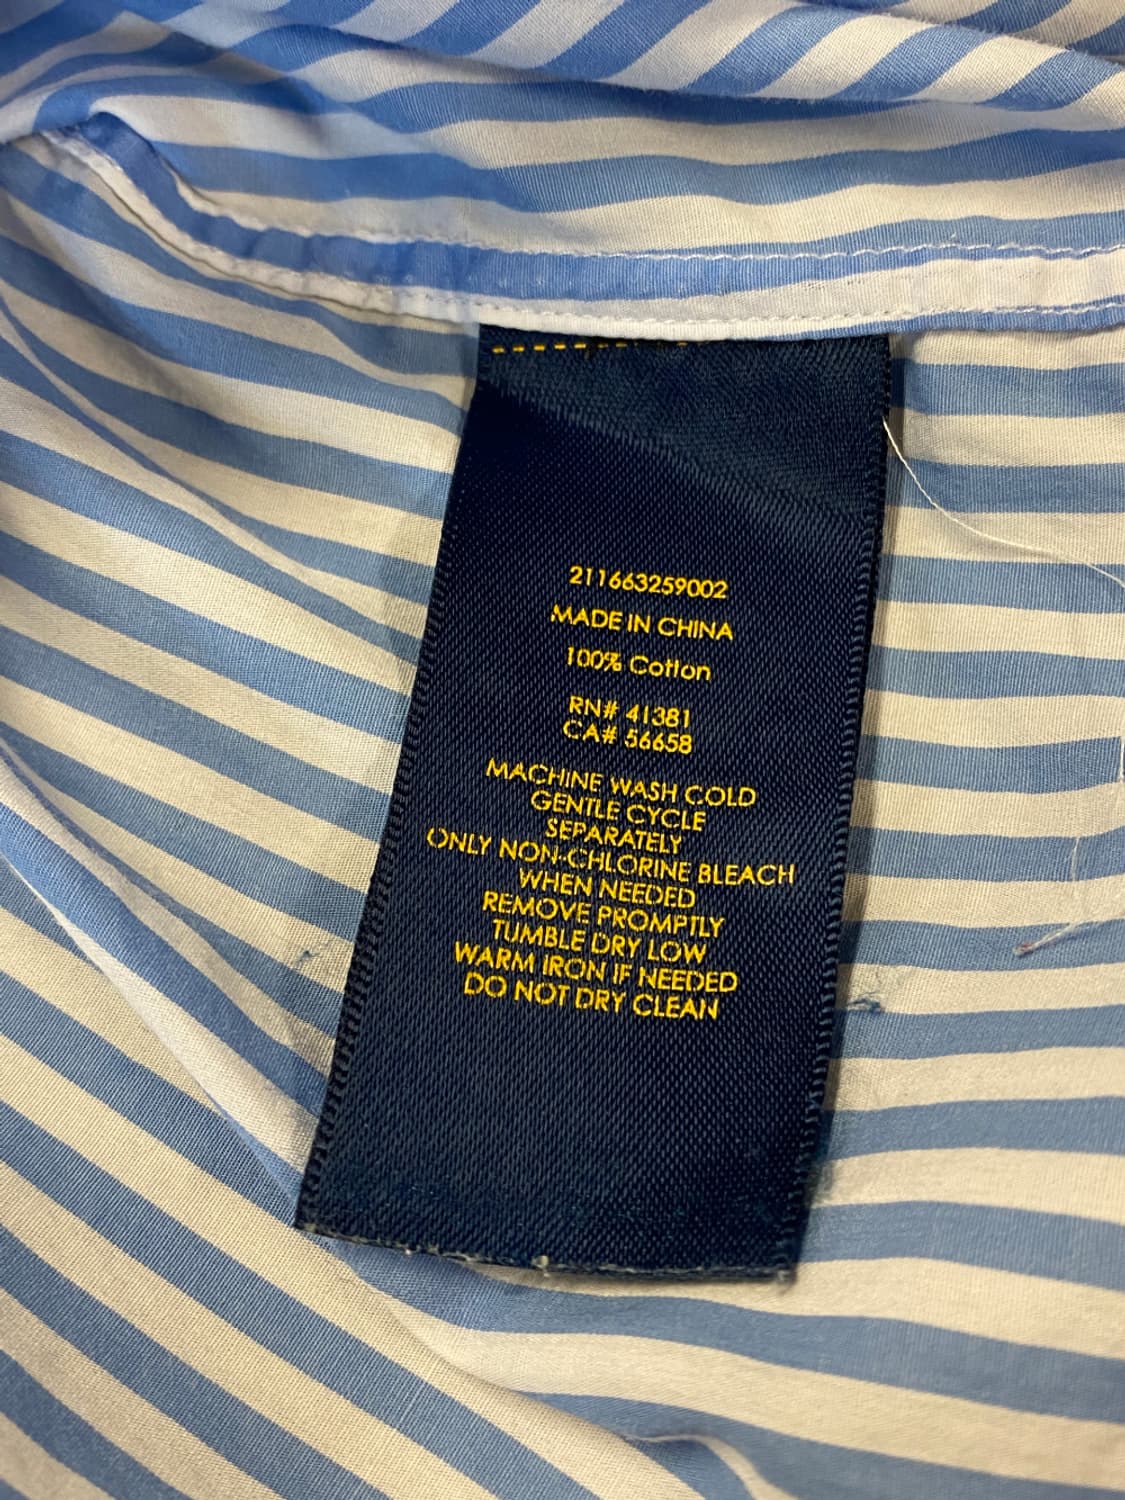 211663259002
MADE IN CHINA
100% Cotton
RN# 41381
CA# 56658
MACHINE WASH COLD
GENTLE CYCLE
SEPARATELY
ONLY NON-CHLORINE BLEACH
WHEN NEEDED
REMOVE PROMPTLY
TUMBLE DRY LOW
WARM IRON IF NEEDED
DO NOT DRY CLEAN